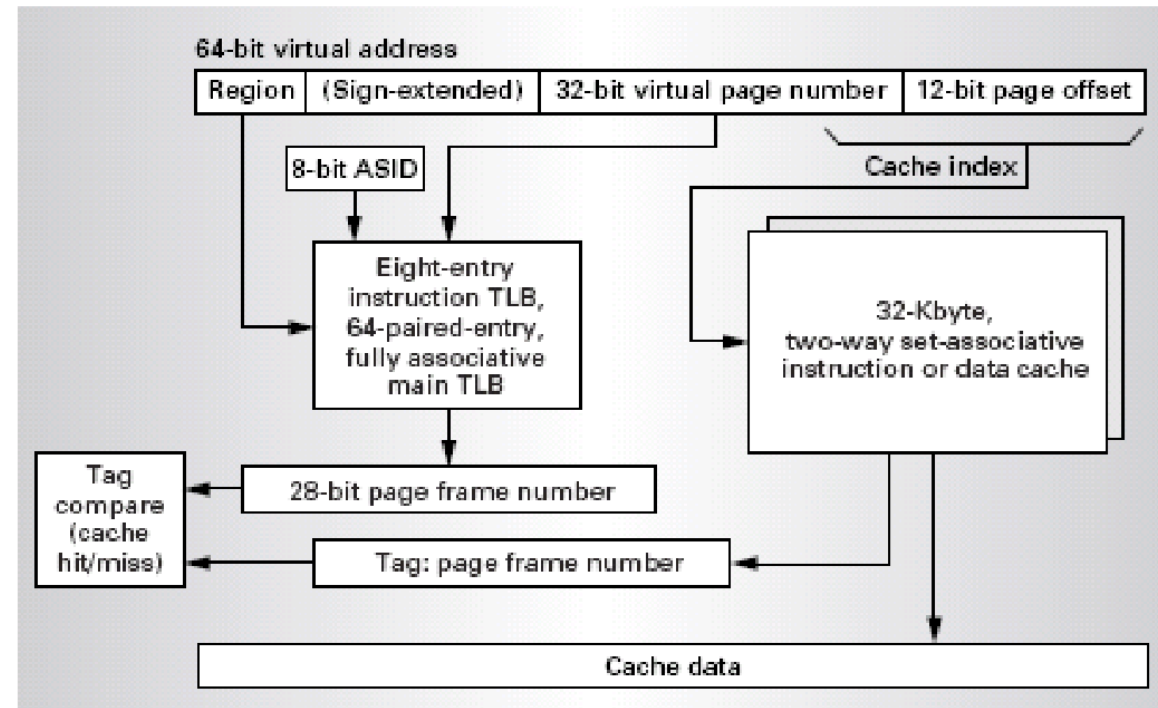 64-bit virtual address
Region (Sign-extended) 32-bit virtual page number 12-bit page offset
8-bit ASID
Cache index
Eight-entry
instruction TLB,
64-paired-entry,
fully associative
main TLB
32-Kbyte,
two-way set-associative
instruction or data cache
Tag
compare
(cache
hit/miss)
28-bit page frame number
Tag: page frame number
Cache data